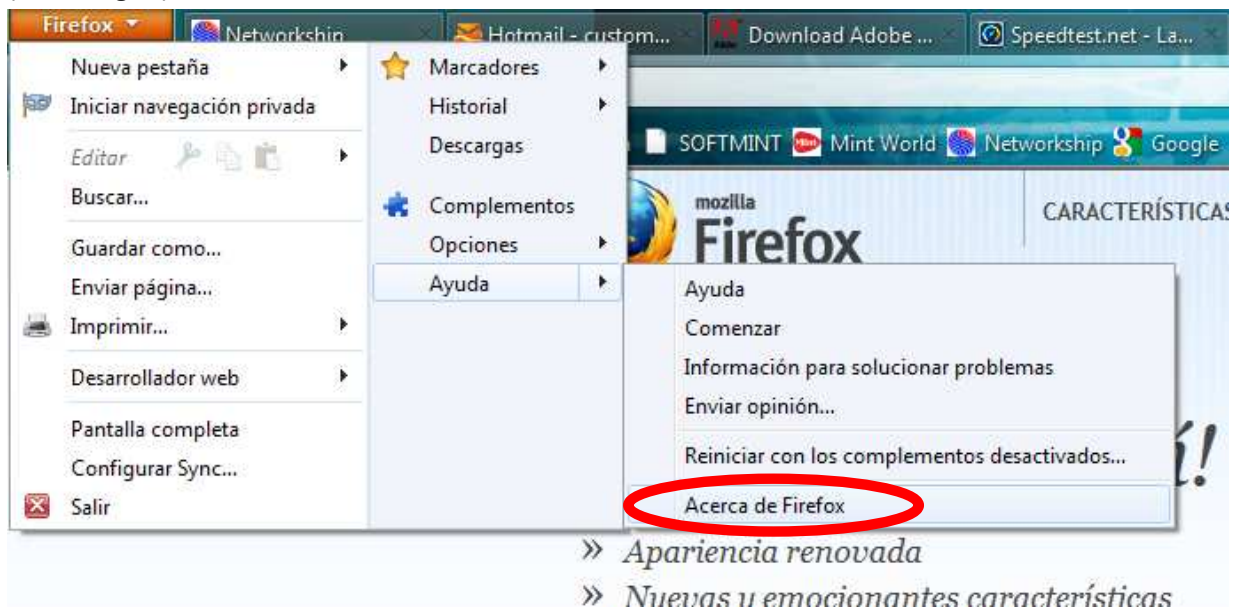 Firefox
Networkship
Hotmail - custom...
Download Adobe ...
Speedtest.net - La...
Nueva pestaña
Iniciar navegación privada
Editar
Buscar...
Guardar como...
Enviar página...
Imprimir...
Desarrollador web
Pantalla completa
Configurar Sync...
Salir
Marcadores
Historial
Descargas
Complementos
Opciones
Ayuda
SOFTMINT Mint World Networkship Google
mozilla
Firefox
CARACTERÍSTICAS
Ayuda
Comenzar
Información para solucionar problemas
Enviar opinión...
Reiniciar con los complementos desactivados...
Acerca de Firefox
» Apariencia renovada
» Nuevas y emocionantes características